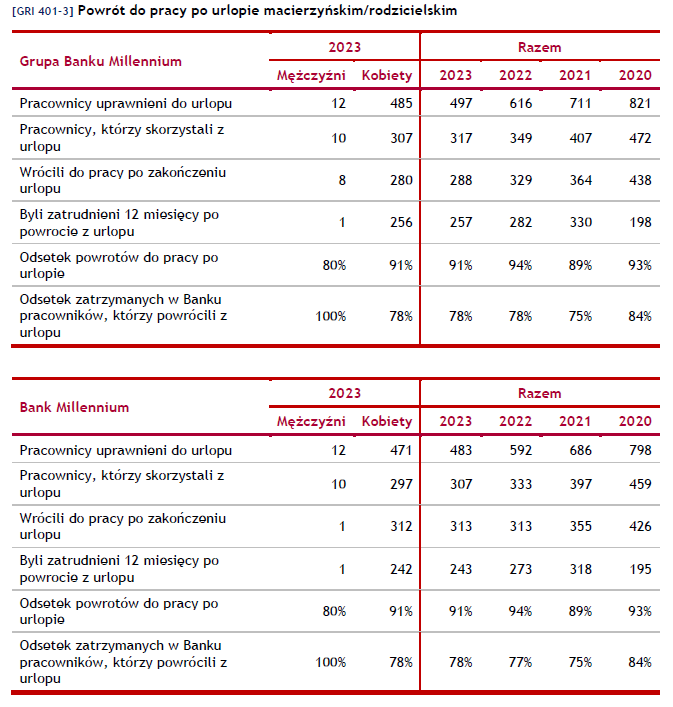 [GRI 401-3] Powrót do pracy po urlopie macierzyńskim/rodzicielskim
Grupa Banku Millennium 2023 Razem
Mężczyźni Kobiety 2023 2022 2021 2020
Pracownicy uprawnieni do urlopu 12 485 497 616 711 821
Pracownicy, którzy skorzystali z
urlopu 10 307 317 349 407 472
Wrócili do pracy po zakończeniu
urlopu 8 280 288 329 364 438
Byli zatrudnieni 12 miesięcy po
powrocie z urlopu 1 256 257 282 330 198
Odsetek powrotów do pracy po
urlopie 80% 91% 91% 94% 89% 93%
Odsetek zatrzymanych w Banku
pracowników, którzy powrócili z
urlopu 100% 78% 78% 78% 75% 84%
Bank Millennium 2023 Razem
Mężczyźni Kobiety 2023 2022 2021 2020
Pracownicy uprawnieni do urlopu 12 471 483 592 686 798
Pracownicy, którzy skorzystali z
urlopu 10 297 307 333 397 459
Wrócili do pracy po zakończeniu
urlopu 1 312 313 313 355 426
Byli zatrudnieni 12 miesięcy po
powrocie z urlopu 1 242 243 273 318 195
Odsetek powrotów do pracy po
urlopie 80% 91% 91% 94% 89% 93%
Odsetek zatrzymanych w Banku
pracowników, którzy powrócili z
urlopu 100% 78% 78% 77% 75% 84%